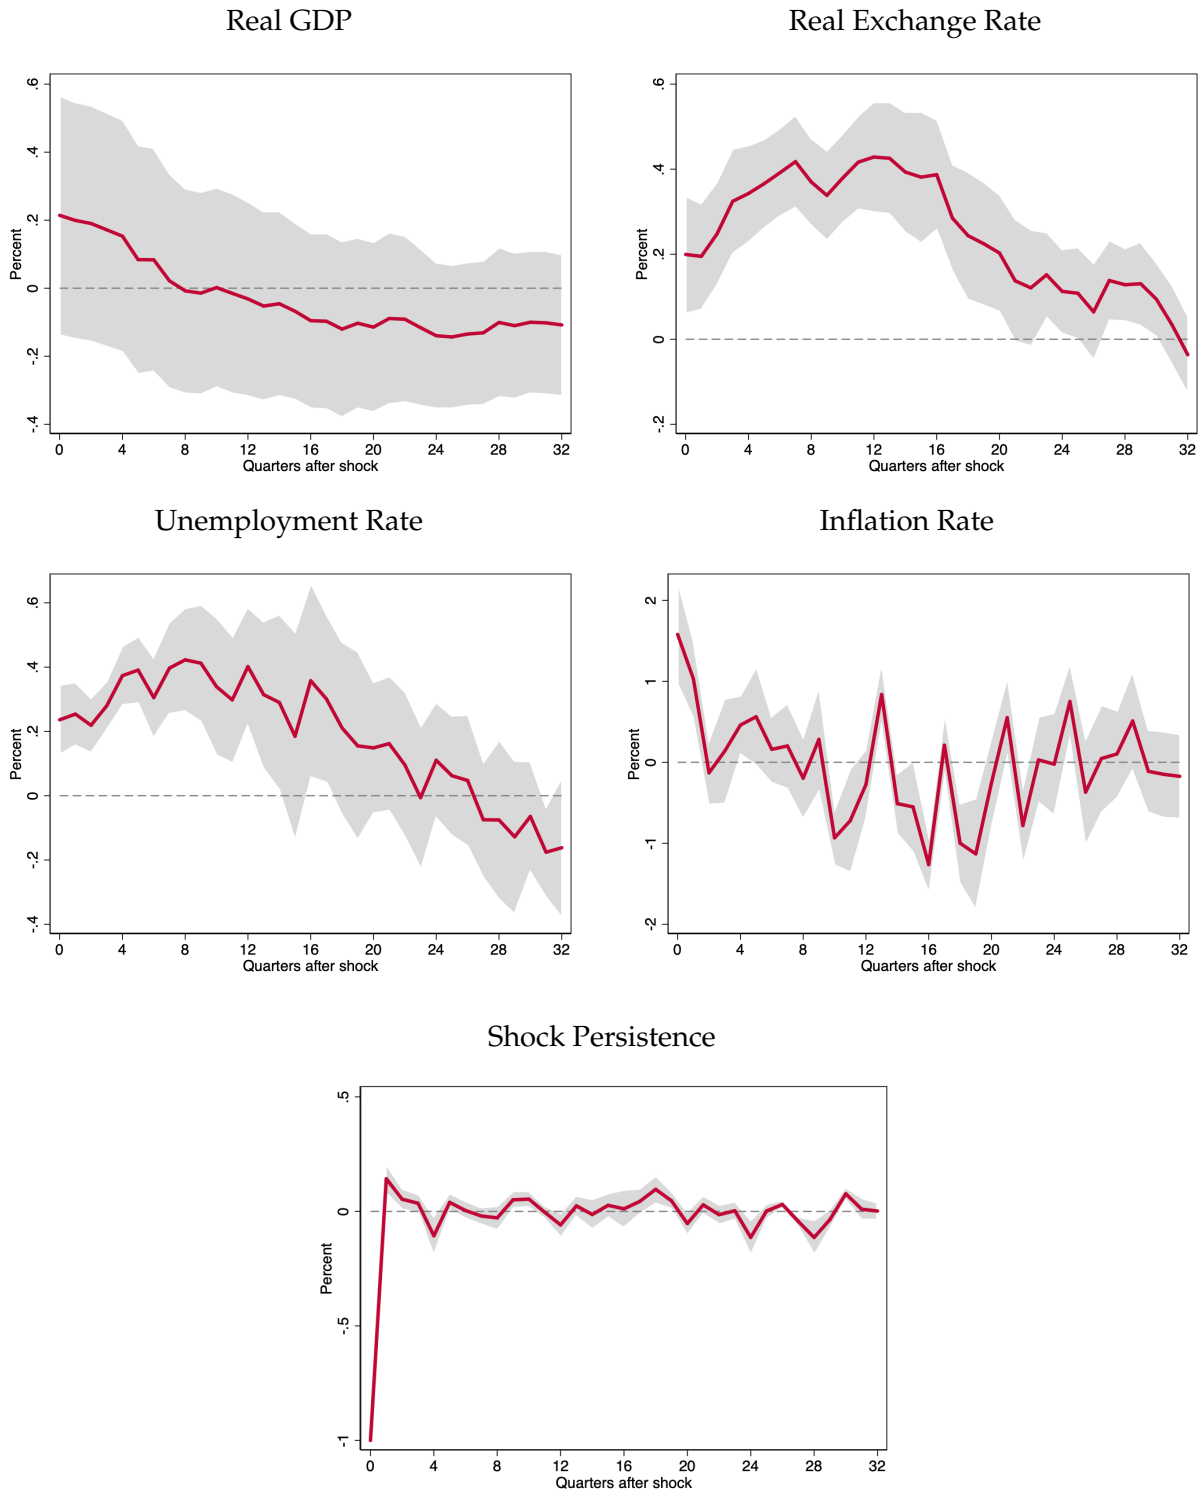 Real GDP
Real Exchange Rate
.6
.4
.2
0
-.2
-.4
Percent
0 4 8 12 16 20 24 28 32
Quarters after shock
.6
.4
.2
0
-.2
Percent
0 4 8 12 16 20 24 28 32
Quarters after shock
Unemployment Rate
Inflation Rate
.6
.4
.2
0
-.2
-.4
Percent
0 4 8 12 16 20 24 28 32
Quarters after shock
2
1
0
-1
-2
Percent
0 4 8 12 16 20 24 28 32
Quarters after shock
Shock Persistence
.5
0
-.5
-1
Percent
0 4 8 12 16 20 24 28 32
Quarters after shock